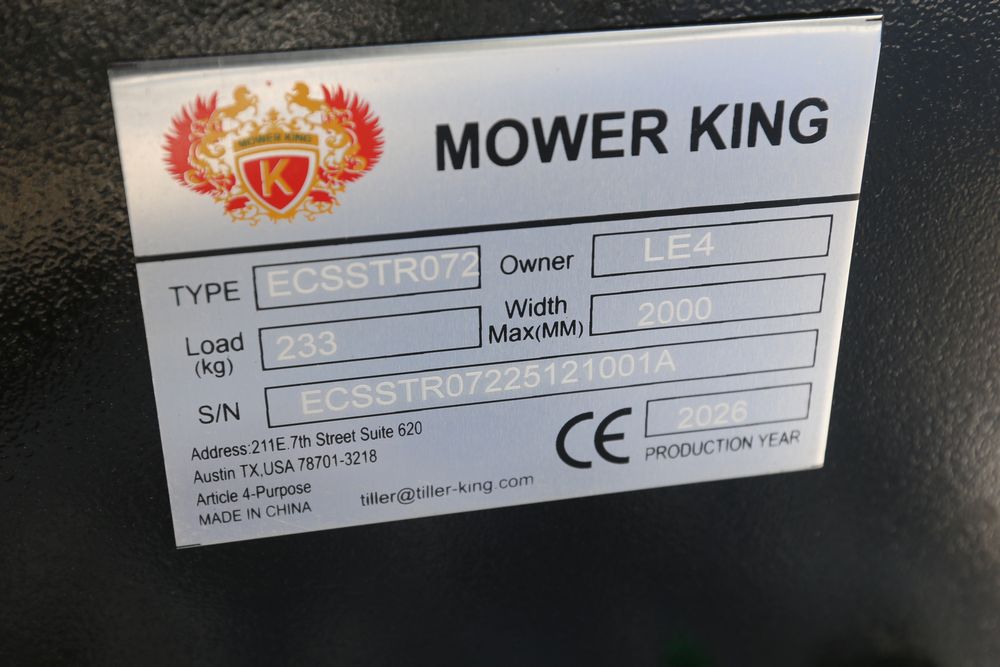 MOWER KING
K
MOWER KING
TYPE ECSSTR072 Owner LE4
Load (kg) 233 Width Max(MM) 2000
S/N ECSSTR07225121001A
Address:211E.7th Street Suite 620
Austin TX,USA 78701-3218
Article 4-Purpose
MADE IN CHINA
tiller@tiller-king.com
CE 2026
PRODUCTION YEAR